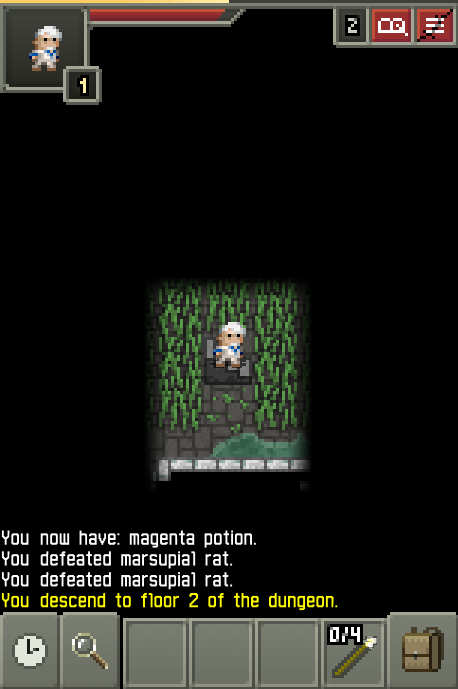 2
1
You now have: magenta potion.
You defeated marsupial rat.
You defeated marsupial rat.
You descend to floor 2 of the dungeon.
0/4